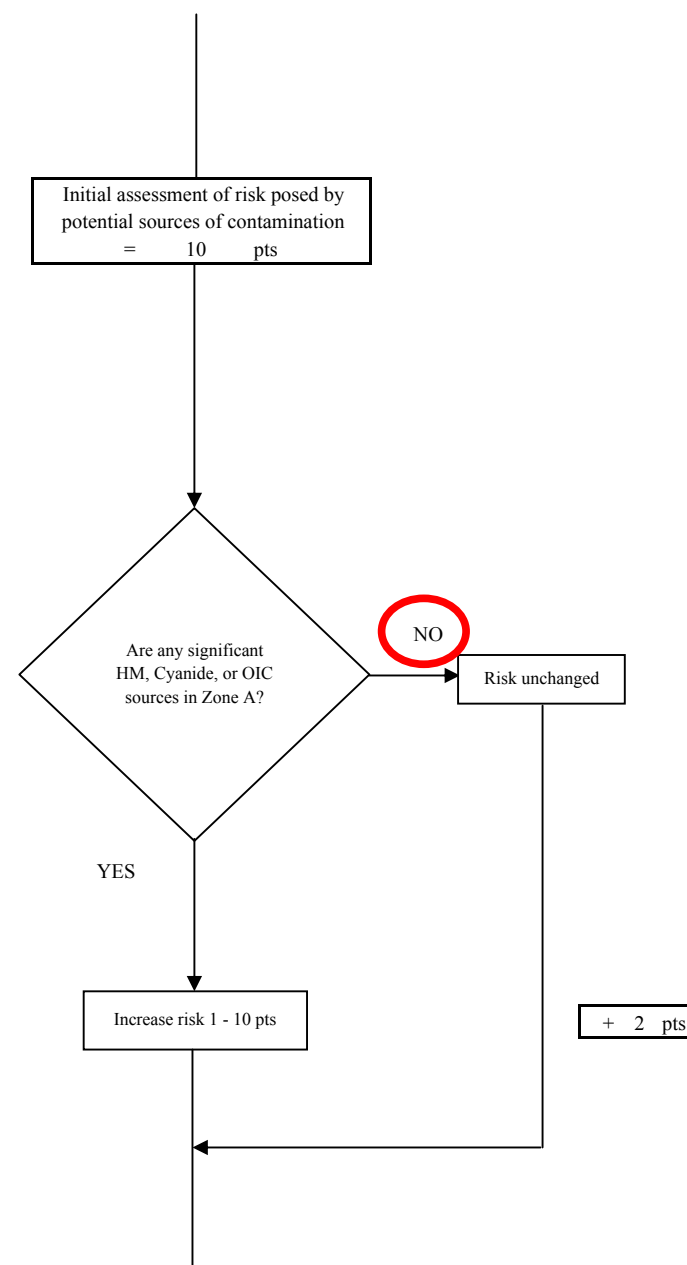 Initial assessment of risk posed by
potential sources of contamination
= 10 pts
Are any significant
HM, Cyanide, or OIC
sources in Zone A?
NO
Risk unchanged
YES
Increase risk 1 - 10 pts
+ 2 pts